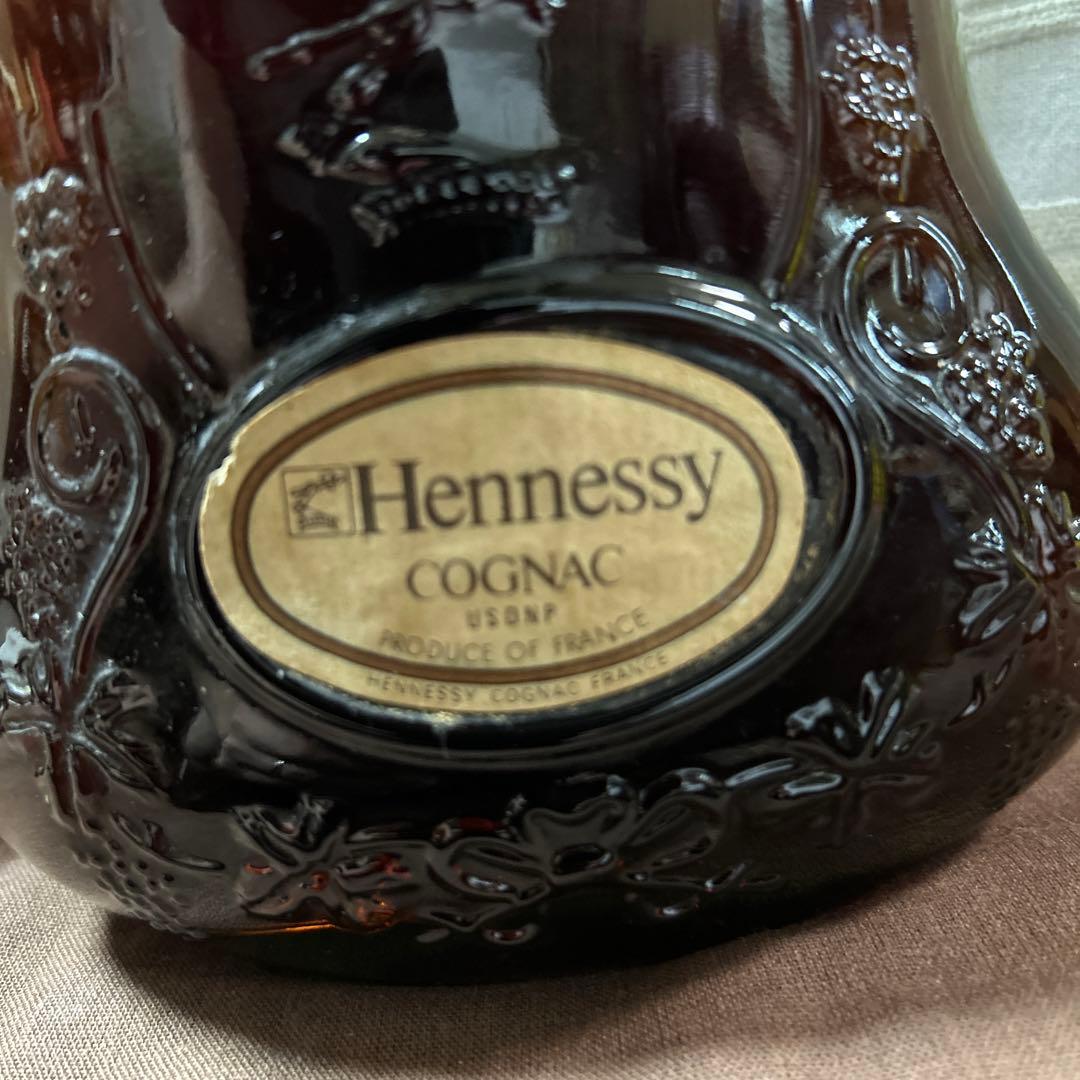 Hennessy
COGNAC
USDNP
PRODUCE OF FRANCE
HENNESSY COGNAC FRANCE